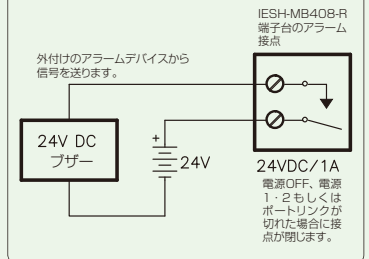 IESH-MB408-R
端子台のアラーム
接点
外付けのアラームデバイスから
信号を送ります。
24V DC
ブザー
+
24V
24VDC/1A
電源OFF、電源
1・2もしくは
ポートリンクが
切れた場合に接
点が閉じます。